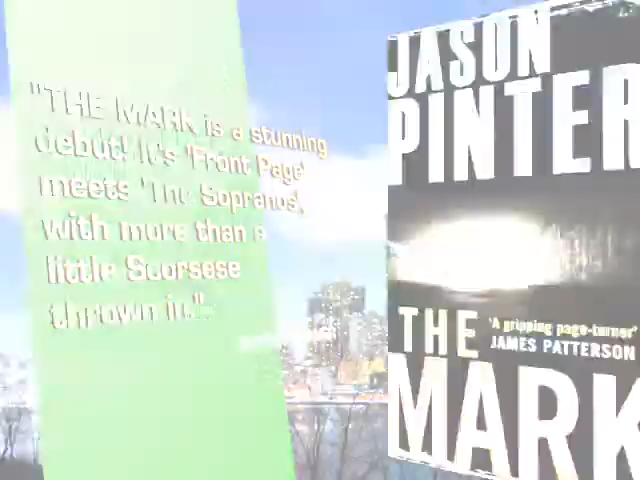 "THE MARK is a stunning
debut! It's 'Front Page'
meets 'The Sopranos',
with more than a
little Scorsese
thrown in."
JASON
PINTER
THE
MARK
'A gripping page-turner'
JAMES PATTERSON